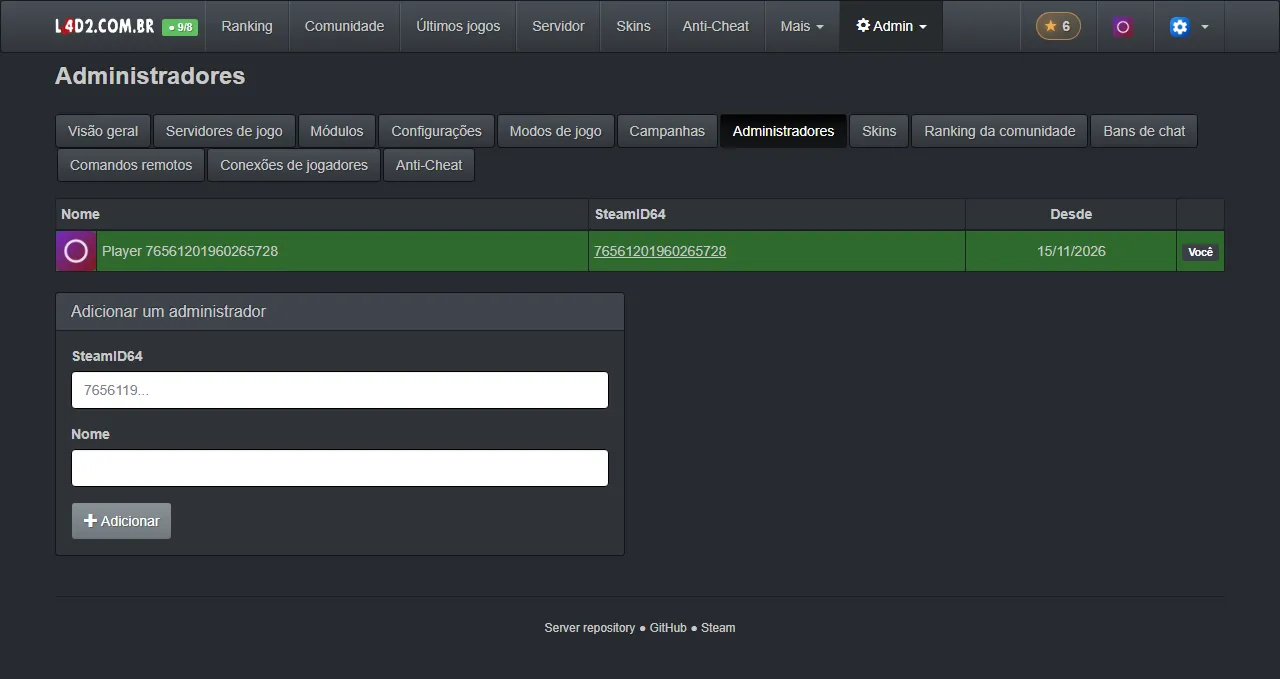 L4D2.COM.BR ● 9/8 Ranking Comunidade Últimos jogos Servidor Skins Anti-Cheat Mais Admin 6
Administradores
Visão geral Servidores de jogo Módulos Configurações Modos de jogo Campanhas Administradores Skins Ranking da comunidade Bans de chat
Comandos remotos Conexões de jogadores Anti-Cheat
Nome SteamID64 Desde
Player 76561201960265728 76561201960265728 15/11/2026 Você
Adicionar um administrador
SteamID64
7656119...
Nome
Adicionar
Server repository ● GitHub ● Steam